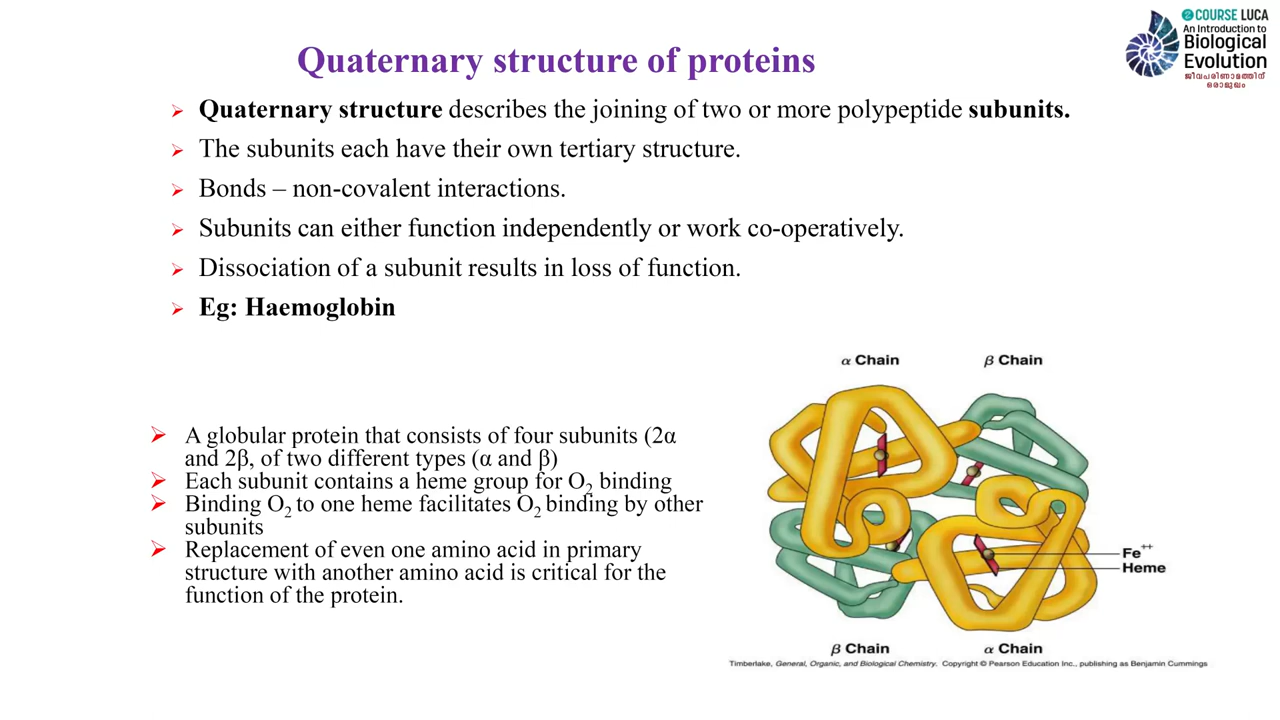 Quaternary structure of proteins
COURSE LUCA
An Introduction to
Biological
Evolution
ജീവപരിണാമത്തിന്
ഒരാമുഖം
➢ Quaternary structure describes the joining of two or more polypeptide subunits.
➢ The subunits each have their own tertiary structure.
➢ Bonds – non-covalent interactions.
➢ Subunits can either function independently or work co-operatively.
➢ Dissociation of a subunit results in loss of function.
➢ Eg: Haemoglobin
➢ A globular protein that consists of four subunits (2α
and 2β, of two different types (α and β)
➢ Each subunit contains a heme group for O₂ binding
➢ Binding O₂ to one heme facilitates O₂ binding by other
subunits
➢ Replacement of even one amino acid in primary
structure with another amino acid is critical for the
function of the protein.
α Chain
β Chain
Fe⁺⁺
Heme
β Chain
α Chain
Timberlake, General, Organic, and Biological Chemistry. Copyright © Pearson Education Inc., publishing as Benjamin Cummings